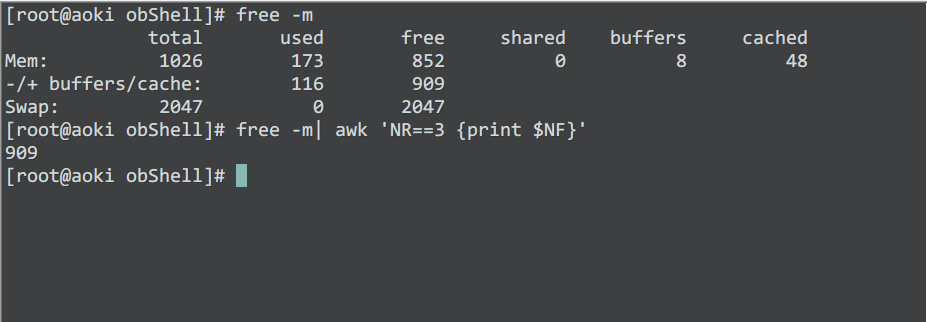 [root@aoki obShell]# free -m
             total       used       free     shared    buffers     cached
Mem:          1026        173        852          0          8         48
-/+ buffers/cache:        116        909
Swap:         2047          0       2047
[root@aoki obShell]# free -m| awk 'NR==3 {print $NF}'
909
[root@aoki obShell]#